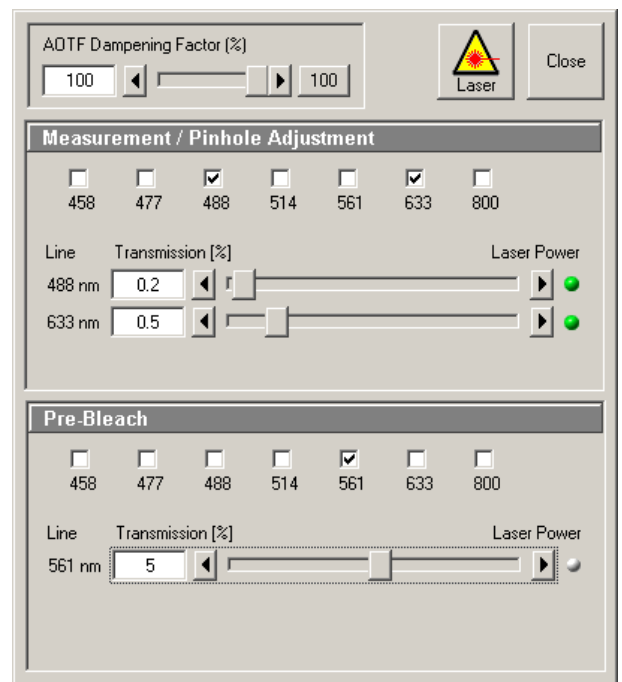 AOTF Dampening Factor (%)
100 100
Laser
Close
Measurement / Pinhole Adjustment
458 477 488 514 561 633 800
Line Transmission [%] Laser Power
488 nm 0.2
633 nm 0.5
Pre-Bleach
458 477 488 514 561 633 800
Line Transmission [%] Laser Power
561 nm 5